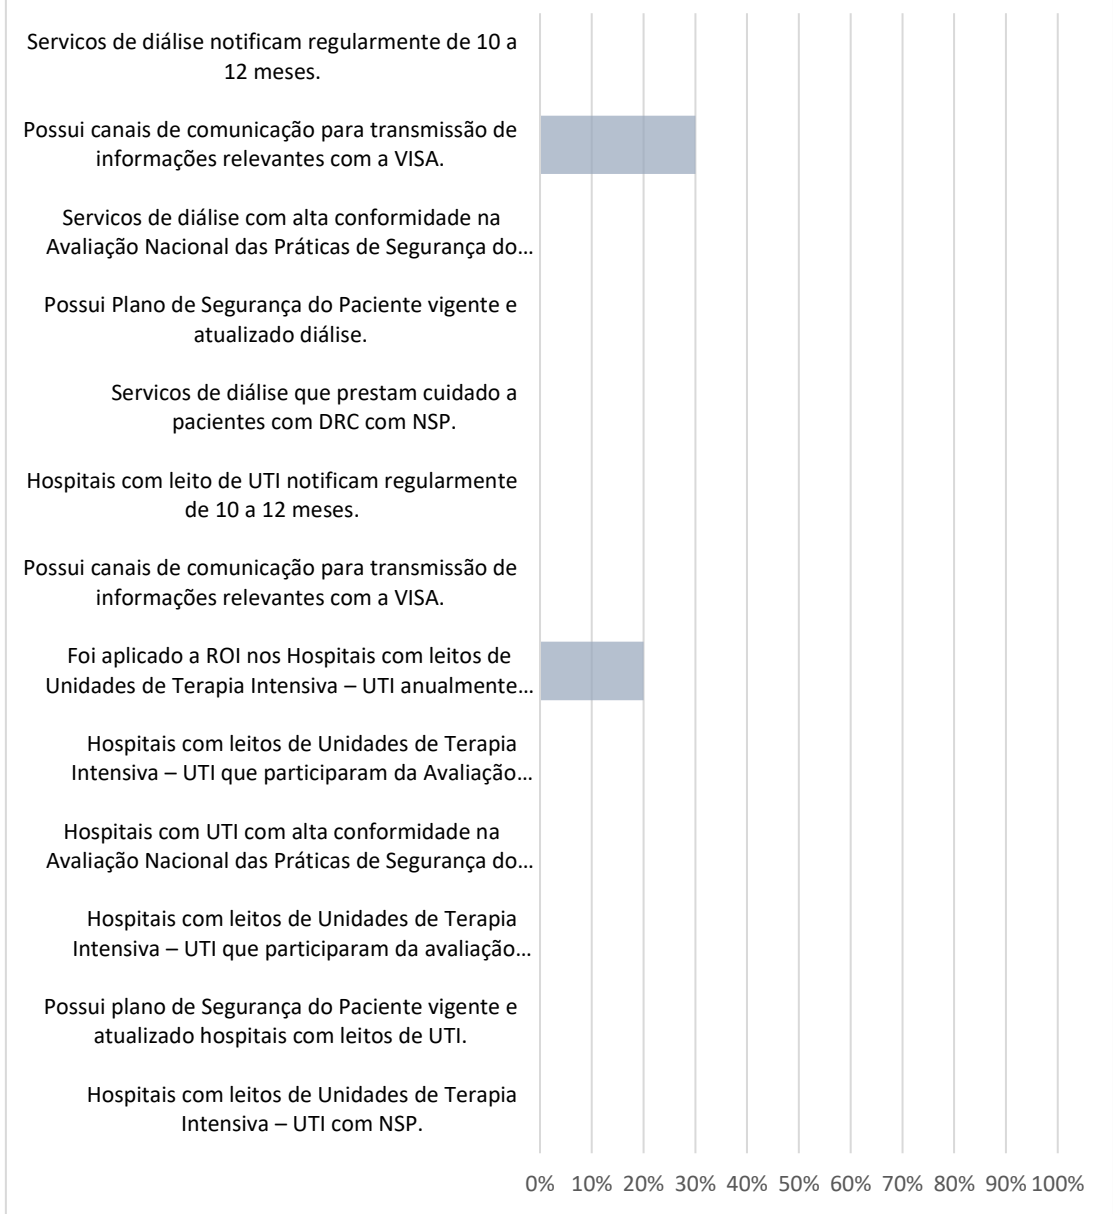 Servicos de diálise notificam regularmente de 10 a
12 meses.
Possui canais de comunicação para transmissão de
informações relevantes com a VISA.
Servicos de diálise com alta conformidade na
Avaliação Nacional das Práticas de Segurança do...
Possui Plano de Segurança do Paciente vigente e
atualizado diálise.
Servicos de diálise que prestam cuidado a
pacientes com DRC com NSP.
Hospitais com leito de UTI notificam regularmente
de 10 a 12 meses.
Possui canais de comunicação para transmissão de
informações relevantes com a VISA.
Foi aplicado a ROI nos Hospitais com leitos de
Unidades de Terapia Intensiva – UTI anualmente...
Hospitais com leitos de Unidades de Terapia
Intensiva – UTI que participaram da Avaliação...
Hospitais com UTI com alta conformidade na
Avaliação Nacional das Práticas de Segurança do...
Hospitais com leitos de Unidades de Terapia
Intensiva – UTI que participaram da avaliação...
Possui plano de Segurança do Paciente vigente e
atualizado hospitais com leitos de UTI.
Hospitais com leitos de Unidades de Terapia
Intensiva – UTI com NSP.
0% 10% 20% 30% 40% 50% 60% 70% 80% 90% 100%